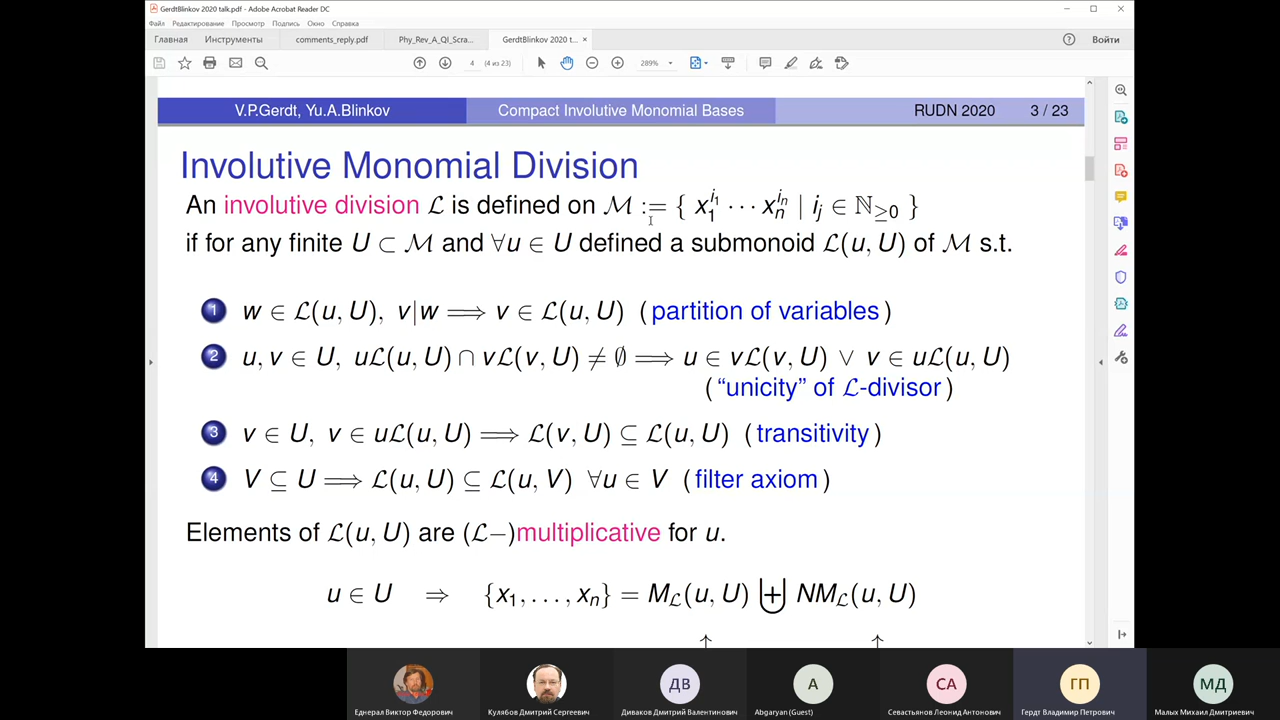 GerdtBlinkov 2020 talk.pdf - Adobe Acrobat Reader DC
Файл Редактирование Просмотр Подпись Окно Справка
Главная Инструменты comments_reply.pdf Phy_Rev_A_QI_Scra... GerdtBlinkov 2020 t... × Войти
4 (4 из 23) 289%
V.P.Gerdt, Yu.A.Blinkov Compact Involutive Monomial Bases RUDN 2020 3 / 23
Involutive Monomial Division
An involutive division ℒ is defined on ℳ := { x₁^{i₁} ⋯ xₙ^{iₙ} | i_j ∈ ℕ_{≥0} }
if for any finite U ⊂ ℳ and ∀u ∈ U defined a submonoid ℒ(u, U) of ℳ s.t.
1 w ∈ ℒ(u, U), v|w ⟹ v ∈ ℒ(u, U) (partition of variables)
2 u, v ∈ U, uℒ(u, U) ∩ vℒ(v, U) ≠ ∅ ⟹ u ∈ vℒ(v, U) ∨ v ∈ uℒ(u, U)
(“unicity” of ℒ-divisor)
3 v ∈ U, v ∈ uℒ(u, U) ⟹ ℒ(v, U) ⊆ ℒ(u, U) (transitivity)
4 V ⊆ U ⟹ ℒ(u, U) ⊆ ℒ(u, V) ∀u ∈ V (filter axiom)
Elements of ℒ(u, U) are (ℒ−)multiplicative for u.
u ∈ U ⇒ {x₁, . . . , xₙ} = M_ℒ(u, U) ⨄ NM_ℒ(u, U)
↑ ↑
ДВ А СА ГП МД
Еднерал Виктор Федорович Кулябов Дмитрий Сергеевич Диваков Дмитрий Валентинович Abgaryan (Guest) Севастьянов Леонид Антонович Гердт Владимир Петрович Малых Михаил Дмитриевич